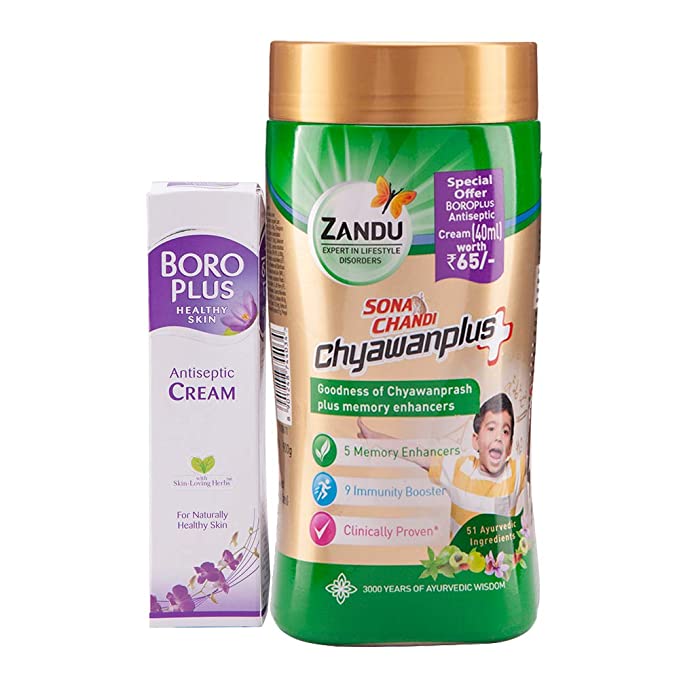 BORO
PLUS
HEALTHY
SKIN
Antiseptic
CREAM
with
Skin-Loving Herbs
For Naturally
Healthy Skin
ZANDU
EXPERT IN LIFESTYLE
DISORDERS
Special
Offer
BOROPLUS
Antiseptic
Cream (40ml)
worth
₹65/-
SONA
CHANDI
Chyawanplus+
Goodness of Chyawanprash
plus memory enhancers
5 Memory Enhancers
9 Immunity Booster
Clinically Proven*
51 Ayurvedic
Ingredients
3000 YEARS OF AYURVEDIC WISDOM